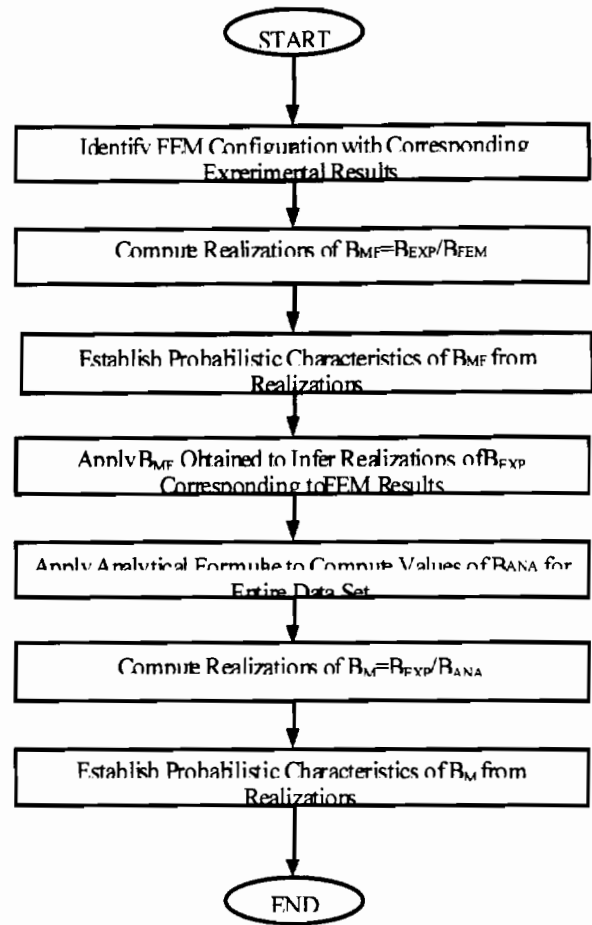 START
Identify FEM Configuration with Corresponding
Experimental Results
Compute Realizations of BMF=BEXP/BFEM
Establish Probabilistic Characteristics of BMF from
Realizations
Apply BMF Obtained to Infer Realizations of BEXP
Corresponding to FEM Results
Apply Analytical Formulae to Compute Values of BANA for
Entire Data Set
Compute Realizations of BM=BEXP/BANA
Establish Probabilistic Characteristics of BM from
Realizations
END